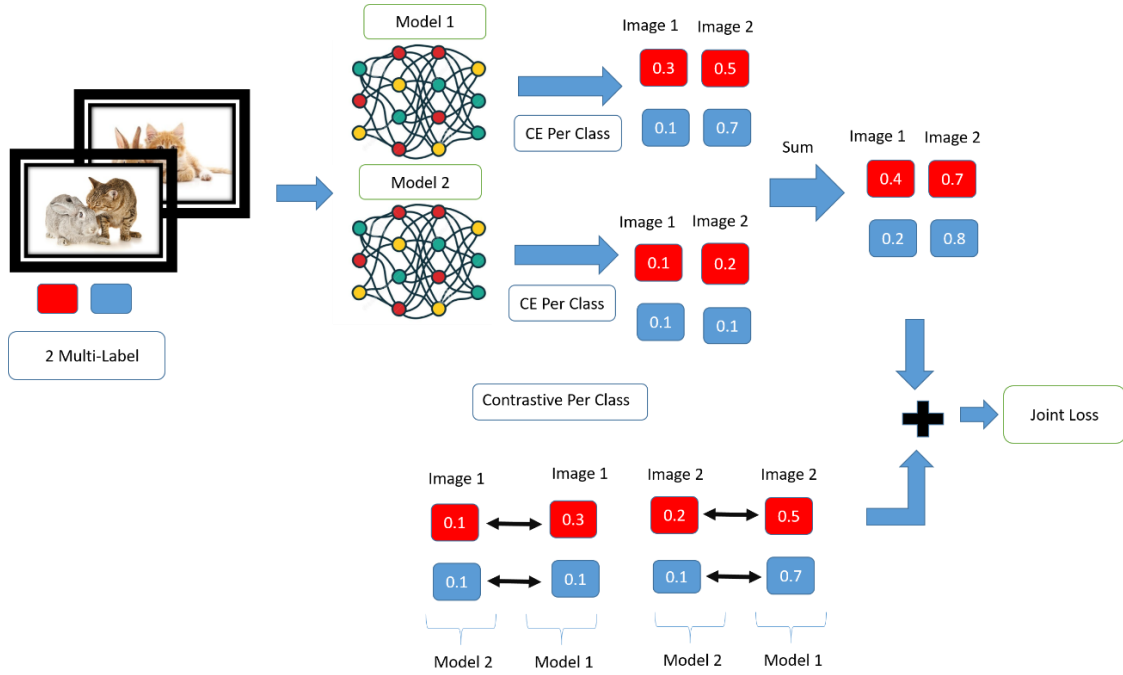 Model 1
Image 1 Image 2
0.3 0.5
CE Per Class
0.1 0.7
Model 2
Sum
Image 1 Image 2
0.4 0.7
0.2 0.8
Image 1 Image 2
0.1 0.2
CE Per Class
0.1 0.1
2 Multi-Label
Contrastive Per Class
Joint Loss
Image 1 Image 1 Image 2 Image 2
0.1 0.3 0.2 0.5
0.1 0.1 0.1 0.7
Model 2 Model 1 Model 2 Model 1